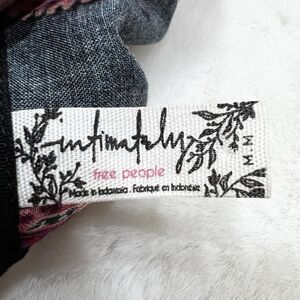 intimately
free people
Made in Indonesia . Fabriqué en Indonésie
M M